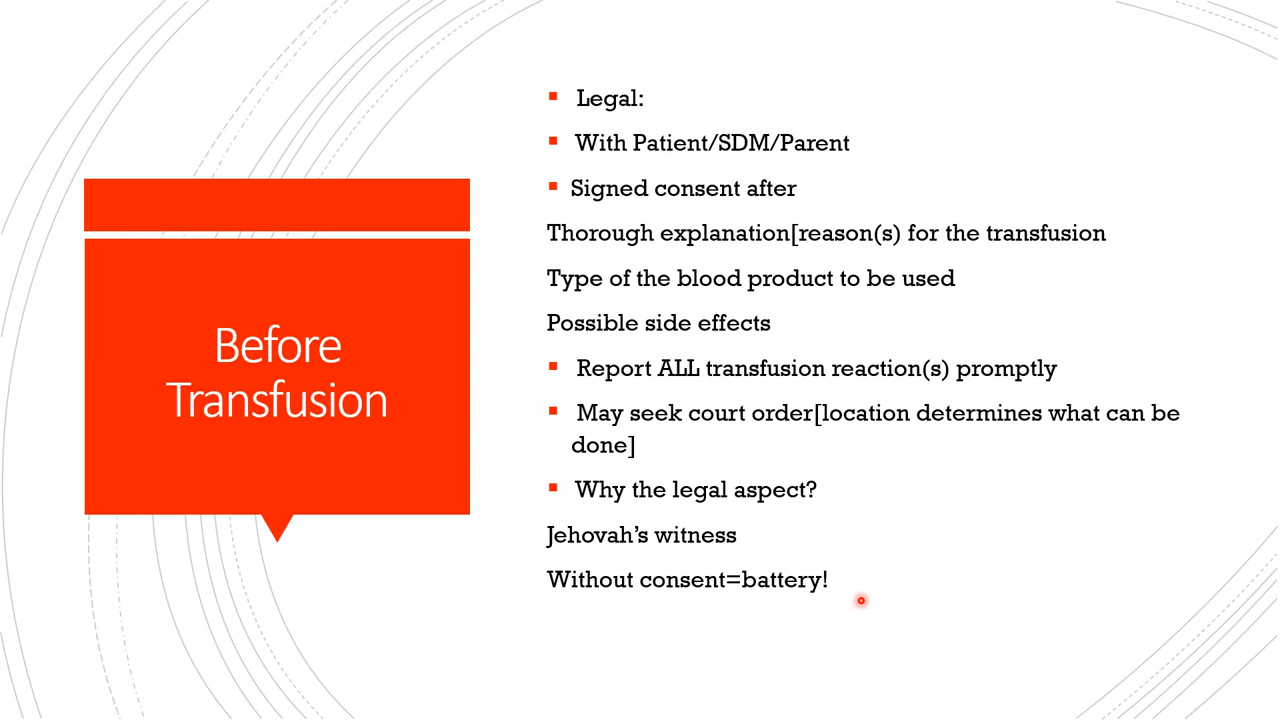 Before
Transfusion
Legal:
With Patient/SDM/Parent
Signed consent after
Thorough explanation[reason(s) for the transfusion
Type of the blood product to be used
Possible side effects
Report ALL transfusion reaction(s) promptly
May seek court order[location determines what can be
done]
Why the legal aspect?
Jehovah's witness
Without consent=battery!